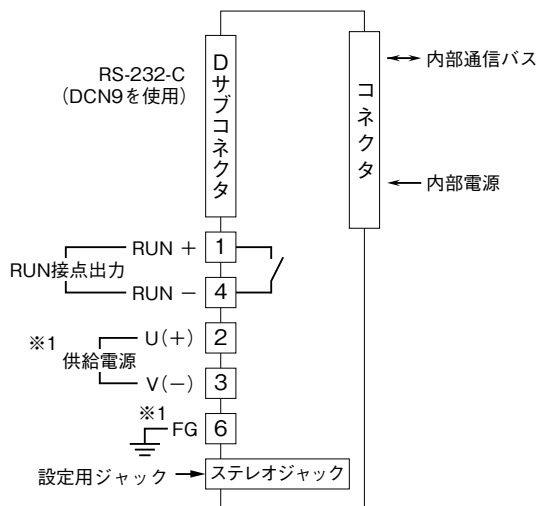 RS-232-C
（DCN9を使用）
Dサブコネクタ
コネクタ
内部通信バス
内部電源
RUN +
1
RUN接点出力
RUN −
4
※1
U(+)
2
供給電源
V(−)
3
※1
FG
6
設定用ジャック
ステレオジャック